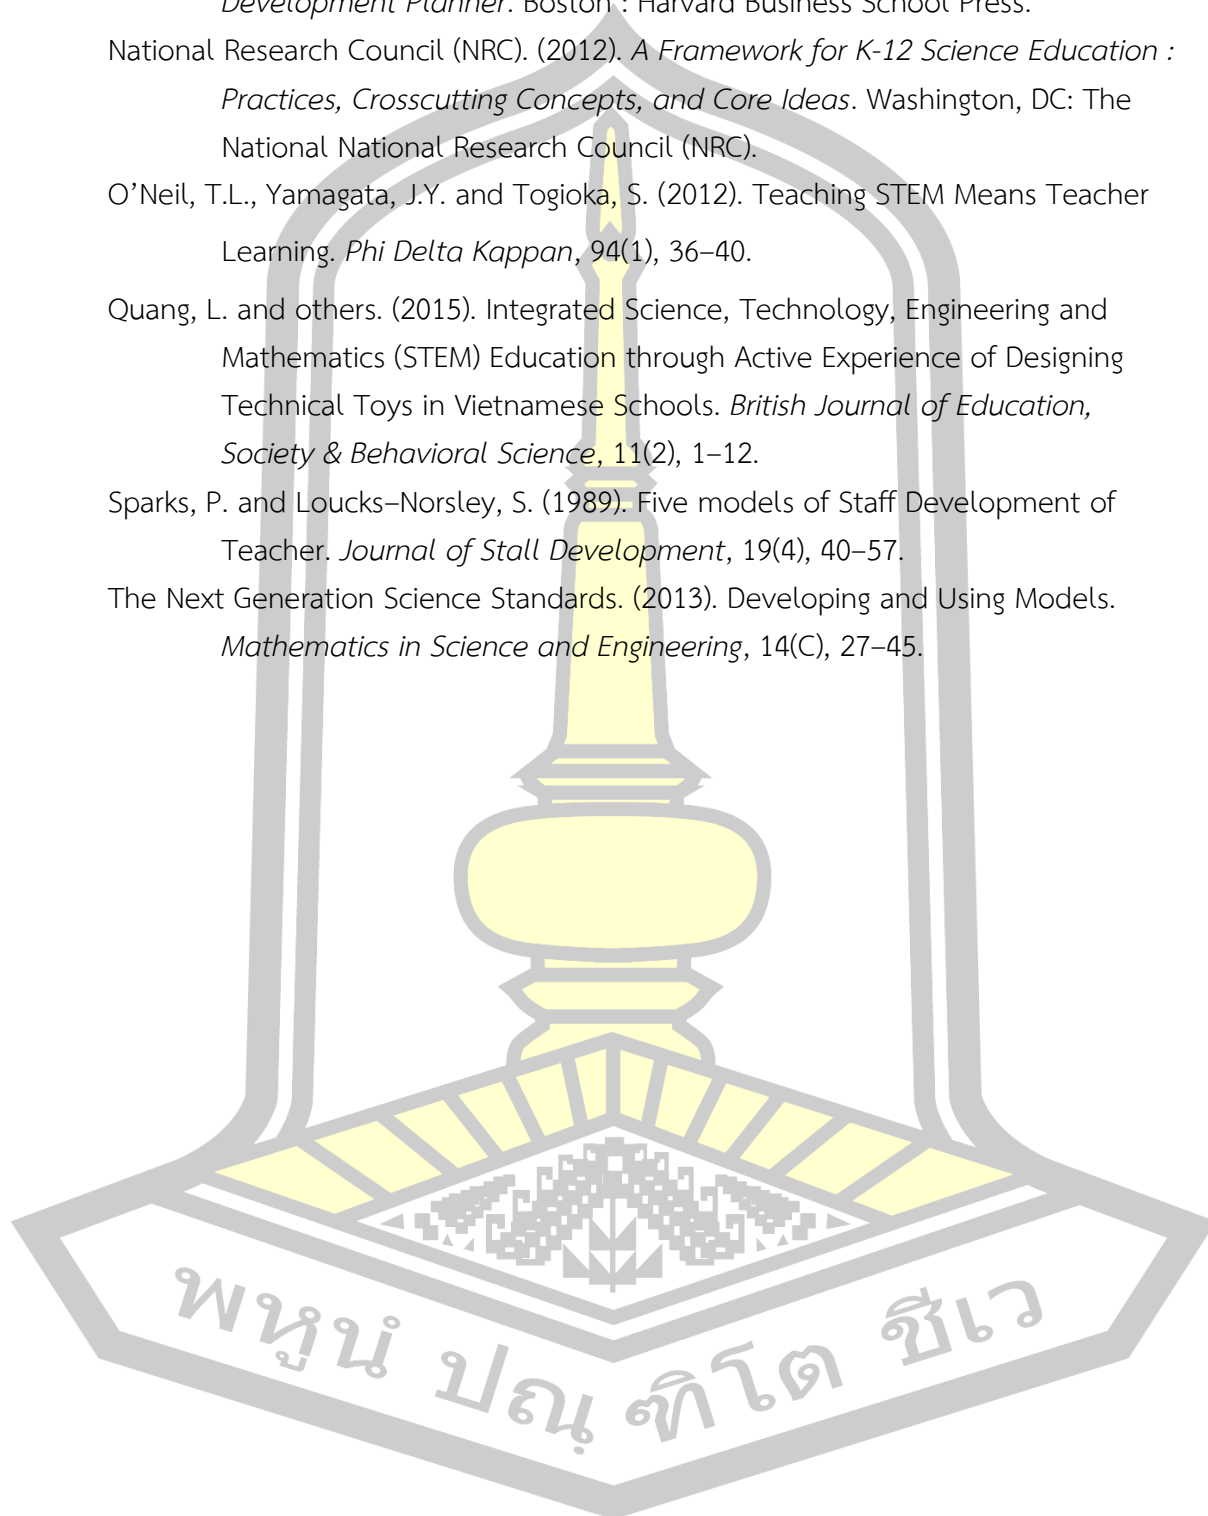 Development Planner. Boston : Harvard Business School Press.
National Research Council (NRC). (2012). A Framework for K-12 Science Education :
Practices, Crosscutting Concepts, and Core Ideas. Washington, DC: The
National National Research Council (NRC).
O’Neil, T.L., Yamagata, J.Y. and Togioka, S. (2012). Teaching STEM Means Teacher
Learning. Phi Delta Kappan, 94(1), 36–40.
Quang, L. and others. (2015). Integrated Science, Technology, Engineering and
Mathematics (STEM) Education through Active Experience of Designing
Technical Toys in Vietnamese Schools. British Journal of Education,
Society & Behavioral Science, 11(2), 1–12.
Sparks, P. and Loucks–Norsley, S. (1989). Five models of Staff Development of
Teacher. Journal of Stall Development, 19(4), 40–57.
The Next Generation Science Standards. (2013). Developing and Using Models.
Mathematics in Science and Engineering, 14(C), 27–45.
พหูนํ ปณฺฑิโต ชีเว